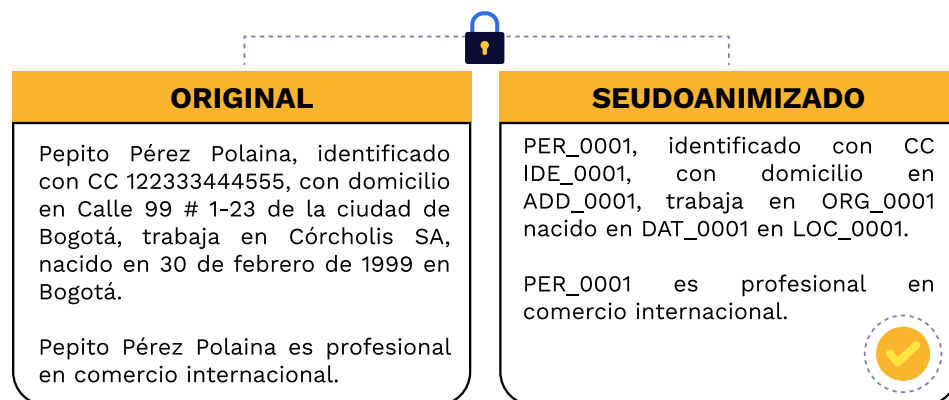 ORIGINAL
Pepito Pérez Polaina, identificado
con CC 122333444555, con domicilio
en Calle 99 # 1-23 de la ciudad de
Bogotá, trabaja en Córcholis SA,
nacido en 30 de febrero de 1999 en
Bogotá.
Pepito Pérez Polaina es profesional
en comercio internacional.
SEUDOANIMIZADO
PER_0001, identificado con CC
IDE_0001, con domicilio en
ADD_0001, trabaja en ORG_0001
nacido en DAT_0001 en LOC_0001.
PER_0001 es profesional en
comercio internacional.